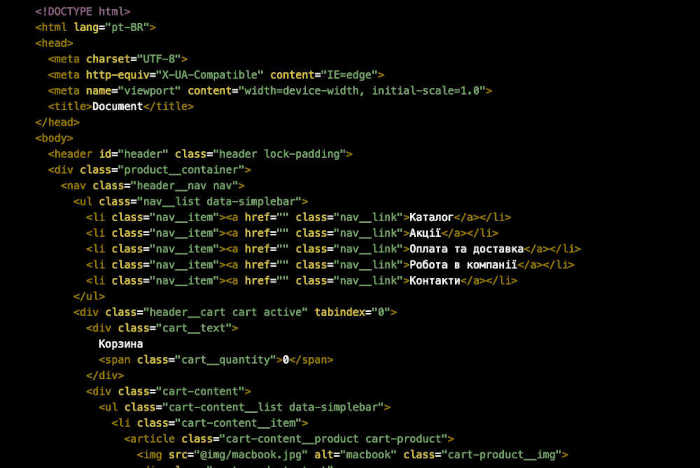 <!DOCTYPE html>
<html lang="pt-BR">
<head>
<meta charset="UTF-8">
<meta http-equiv="X-UA-Compatible" content="IE=edge">
<meta name="viewport" content="width=device-width, initial-scale=1.0">
<title>Document</title>
</head>
<body>
<header id="header" class="header lock-padding">
<div class="product__container">
<nav class="header__nav nav">
<ul class="nav__list data-simplebar">
<li class="nav__item"><a href="" class="nav__link">Каталог</a></li>
<li class="nav__item"><a href="" class="nav__link">Акції</a></li>
<li class="nav__item"><a href="" class="nav__link">Оплата та доставка</a></li>
<li class="nav__item"><a href="" class="nav__link">Робота в компанії</a></li>
<li class="nav__item"><a href="" class="nav__link">Контакти</a></li>
</ul>
<div class="header__cart cart active" tabindex="0">
<div class="cart__text">
Корзина
<span class="cart__quantity">0</span>
</div>
<div class="cart-content">
<ul class="cart-content__list data-simplebar">
<li class="cart-content__item">
<article class="cart-content__product cart-product">
<img src="@img/macbook.jpg" alt="macbook" class="cart-product__img">